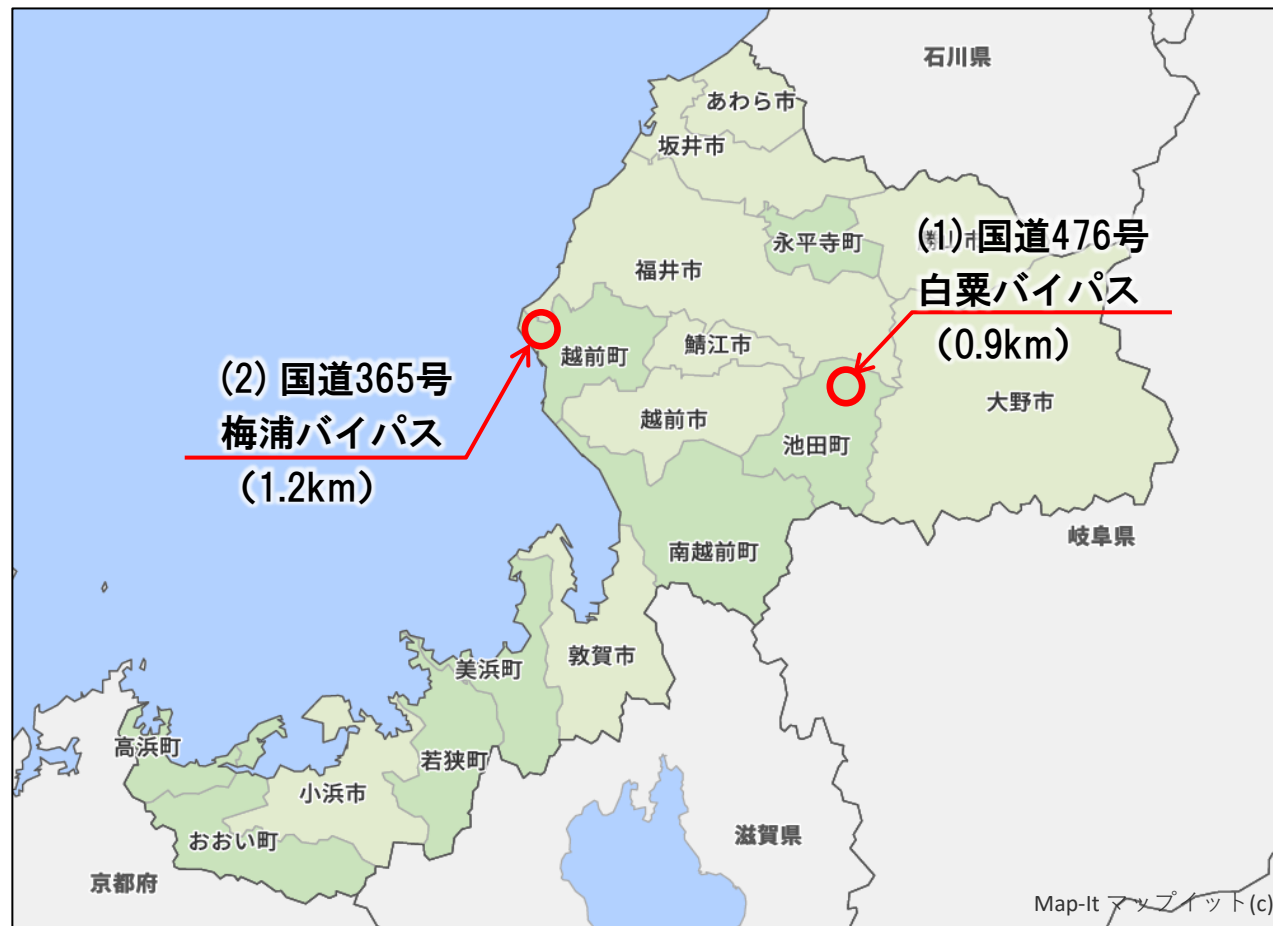 石川県
あわら市
坂井市
永平寺町
(1) 国道476号
白粟バイパス
(0.9km)
福井市
鯖江市
越前町
(2) 国道365号
梅浦バイパス
(1.2km)
越前市
池田町
大野市
南越前町
岐阜県
敦賀市
美浜町
高浜町
若狭町
小浜市
おおい町
滋賀県
京都府
Map-It マップイット(c)